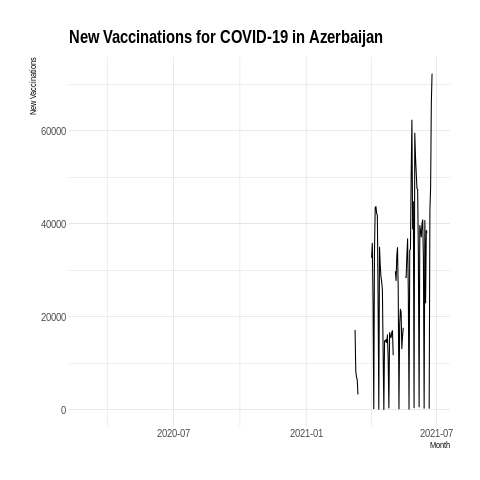 New Vaccinations for COVID-19 in Azerbaijan
New Vaccinations
60000
40000
20000
0
2020-07
2021-01
2021-07
Month